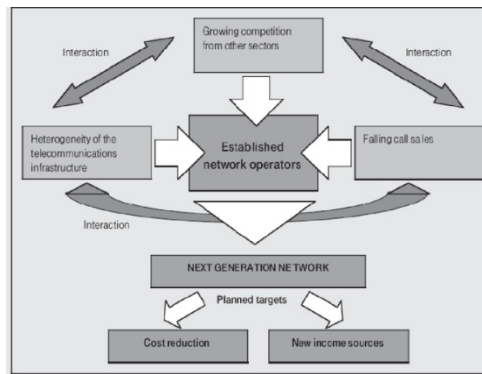 Growing competition
from other sectors
Interaction
Interaction
Heterogeneity of the
telecommunications
infrastructure
Established
network operators
Falling call sales
Interaction
NEXT GENERATION NETWORK
Planned targets
Cost reduction
New income sources